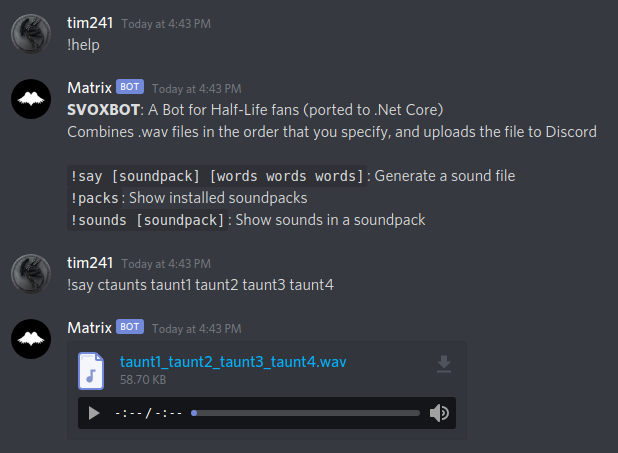 tim241 Today at 4:43 PM
!help
Matrix BOT Today at 4:43 PM
SVOXBOT: A Bot for Half-Life fans (ported to .Net Core)
Combines .wav files in the order that you specify, and uploads the file to Discord
!say [soundpack] [words words words]: Generate a sound file
!packs: Show installed soundpacks
!sounds [soundpack]: Show sounds in a soundpack
tim241 Today at 4:43 PM
!say ctaunts taunt1 taunt2 taunt3 taunt4
Matrix BOT Today at 4:43 PM
taunt1_taunt2_taunt3_taunt4.wav
58.70 KB
-:--/-:--